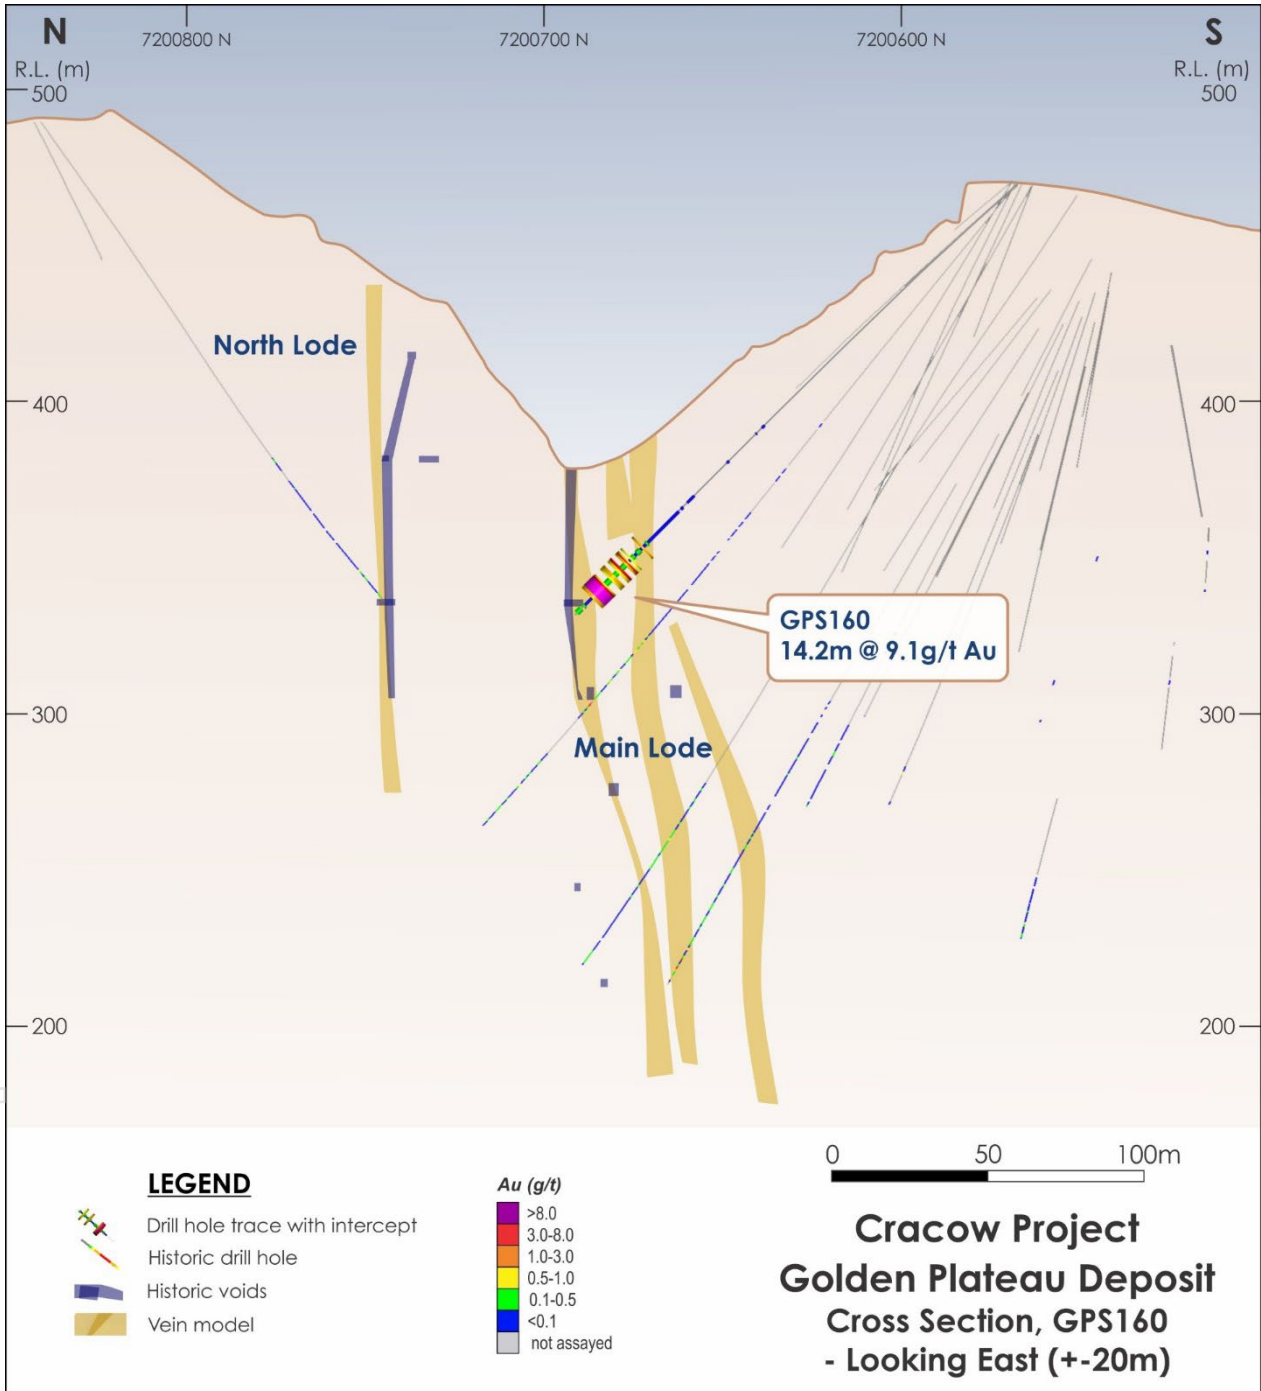 N
S
7200800 N
7200700 N
7200600 N
R.L. (m)
R.L. (m)
500
500
North Lode
400
400
GPS160
14.2m @ 9.1g/t Au
300
300
Main Lode
200
200
LEGEND
Drill hole trace with intercept
Historic drill hole
Historic voids
Vein model
Au (g/t)
>8.0
3.0-8.0
1.0-3.0
0.5-1.0
0.1-0.5
<0.1
not assayed
0 50 100m
Cracow Project
Golden Plateau Deposit
Cross Section, GPS160
- Looking East (+-20m)